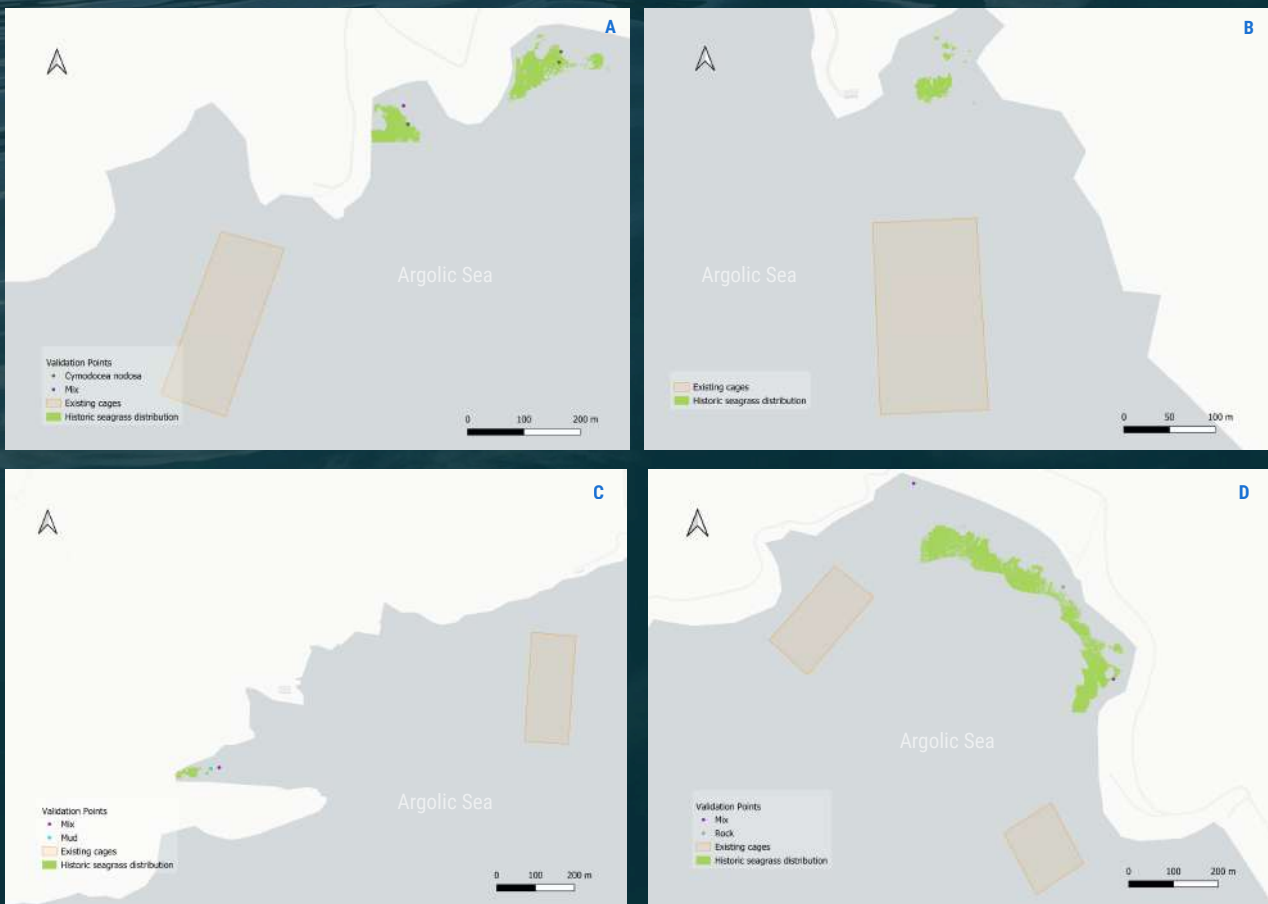 A
Argolic Sea
Validation Points
Cymodocea nodosa
Mix
Existing cages
Historic seagrass distribution
0 100 200 m
B
Argolic Sea
Existing cages
Historic seagrass distribution
0 50 100 m
C
Argolic Sea
Validation Points
Mix
Mud
Existing cages
Historic seagrass distribution
0 100 200 m
D
Argolic Sea
Validation Points
Mix
Rock
Existing cages
Historic seagrass distribution
0 100 200 m